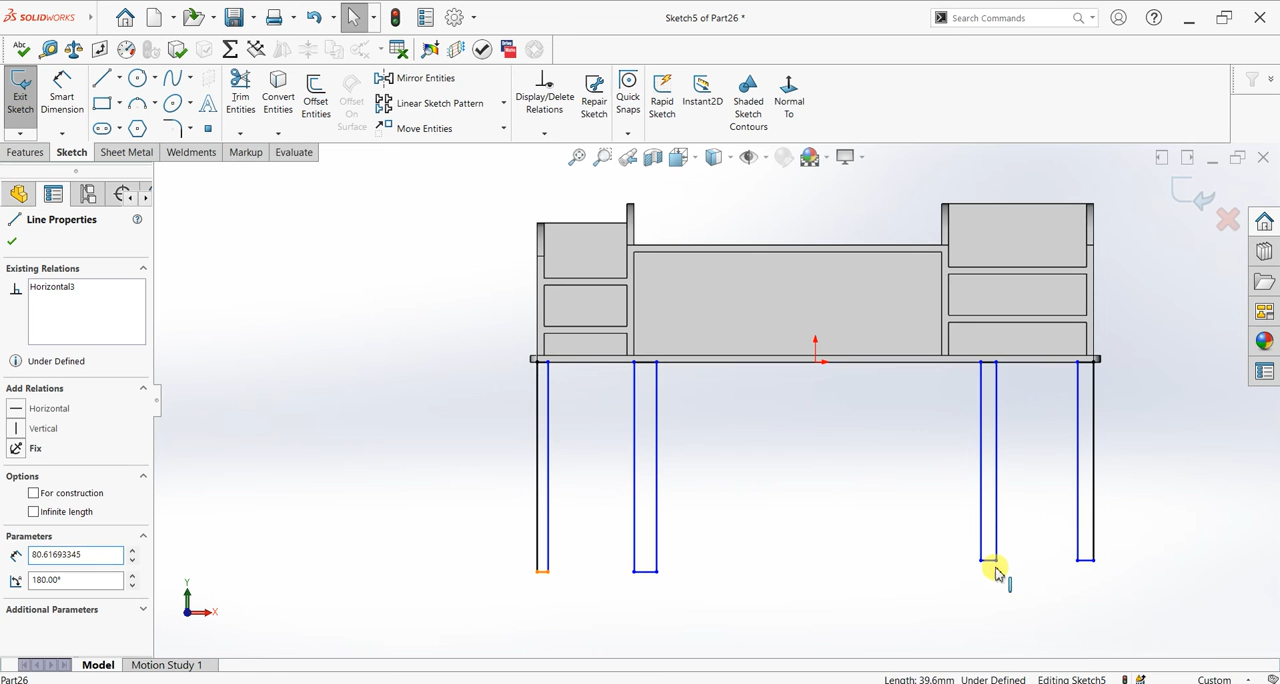 SOLIDWORKS
Sketch5 of Part26 *
Search Commands
Exit Sketch
Smart Dimension
Trim Entities
Convert Entities
Offset Entities
Offset On Surface
Mirror Entities
Linear Sketch Pattern
Move Entities
Display/Delete Relations
Repair Sketch
Quick Snaps
Rapid Sketch
Instant2D
Shaded Sketch Contours
Normal To
Features
Sketch
Sheet Metal
Weldments
Markup
Evaluate
Line Properties
Existing Relations
Horizontal3
Under Defined
Add Relations
Horizontal
Vertical
Fix
Options
For construction
Infinite length
Parameters
80.61693345
180.00°
Additional Parameters
Y
X
Model
Motion Study 1
Part26
Length: 39.6mm
Under Defined
Editing Sketch5
Custom